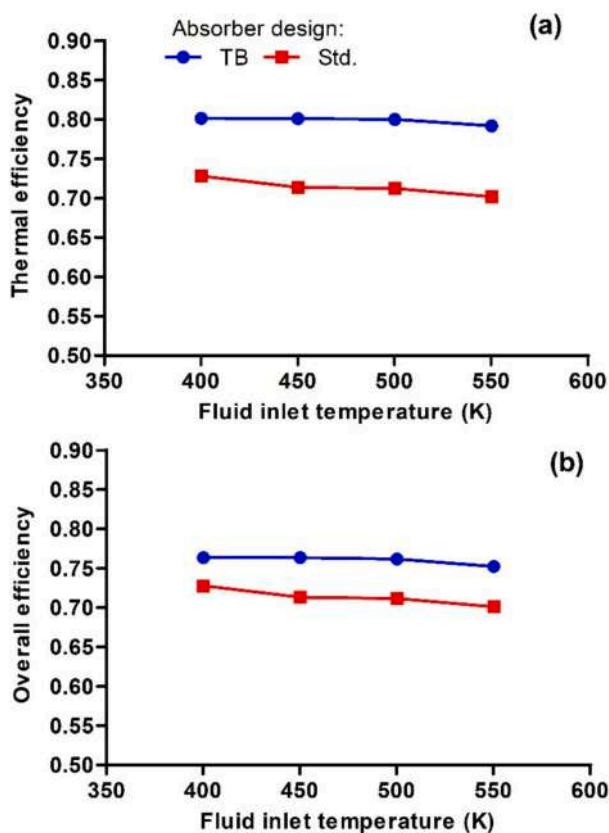 Absorber design:
(a)
TB Std.
0.90
0.85
0.80
0.75
0.70
0.65
0.60
0.55
0.50
Thermal efficiency
350 400 450 500 550 600
Fluid inlet temperature (K)
(b)
0.90
0.85
0.80
0.75
0.70
0.65
0.60
0.55
0.50
Overall efficiency
350 400 450 500 550 600
Fluid inlet temperature (K)